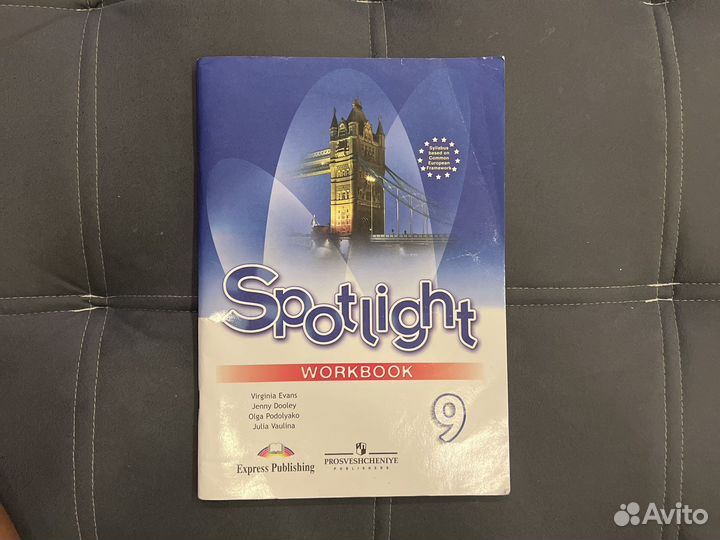 Syllabus
based on
Common
European
Framework
Spotlight
WORKBOOK
Virginia Evans
Jenny Dooley
Olga Podolyako
Julia Vaulina
9
Express Publishing
PROSVESHCHENIYE
PUBLISHERS
Avito